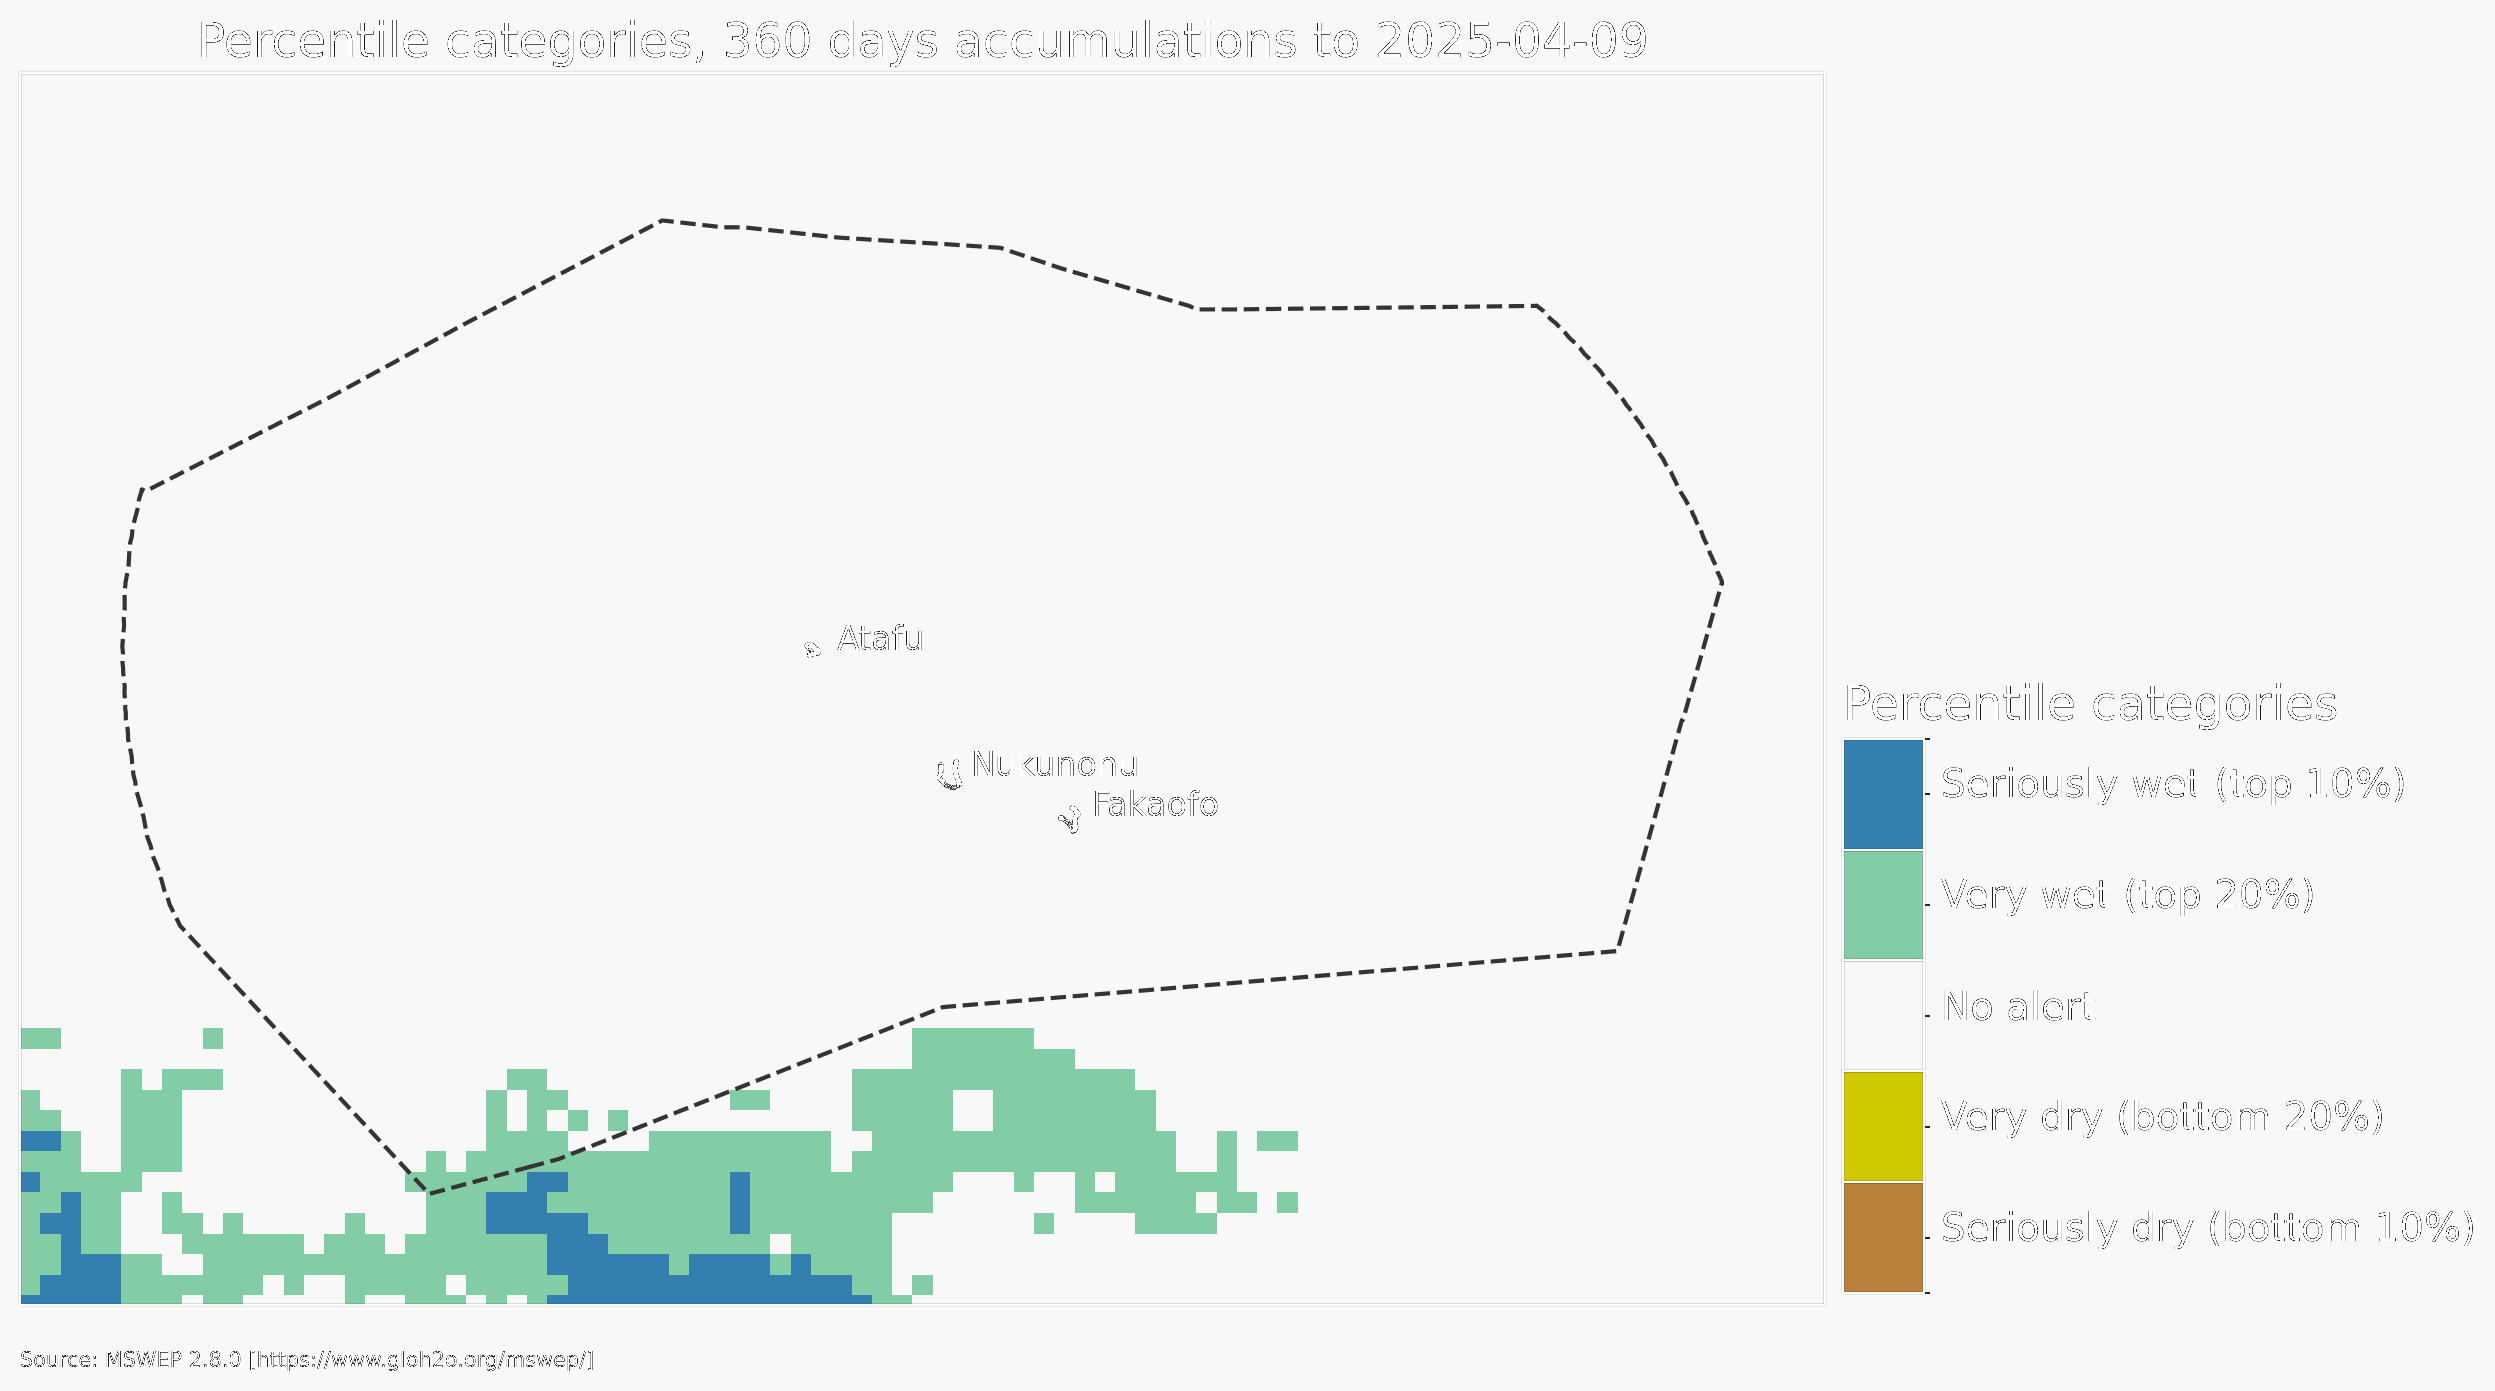 Percentile categories, 360 days accumulations to 2025-04-09
Atafu
Nukunonu
Fakaofo
Percentile categories
Seriously wet (top 10%)
Very wet (top 20%)
No alert
Very dry (bottom 20%)
Seriously dry (bottom 10%)
Source: MSWEP 2.8.0 [https://www.gloh2o.org/mswep/]